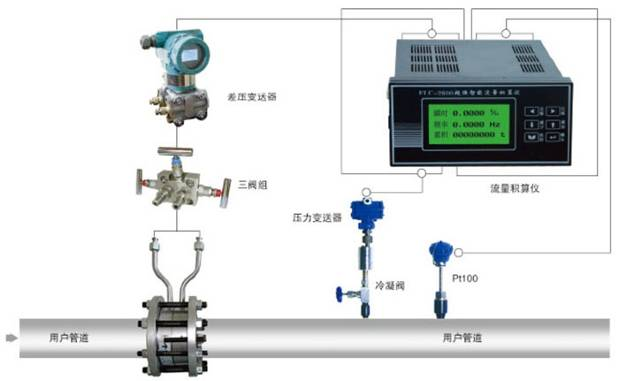 差压变送器
三阀组
瞬时 0.0000
频率 0.0000 Hz
累积 00000000 t
流量积算仪
压力变送器
冷凝阀
Pt100
用户管道
用户管道